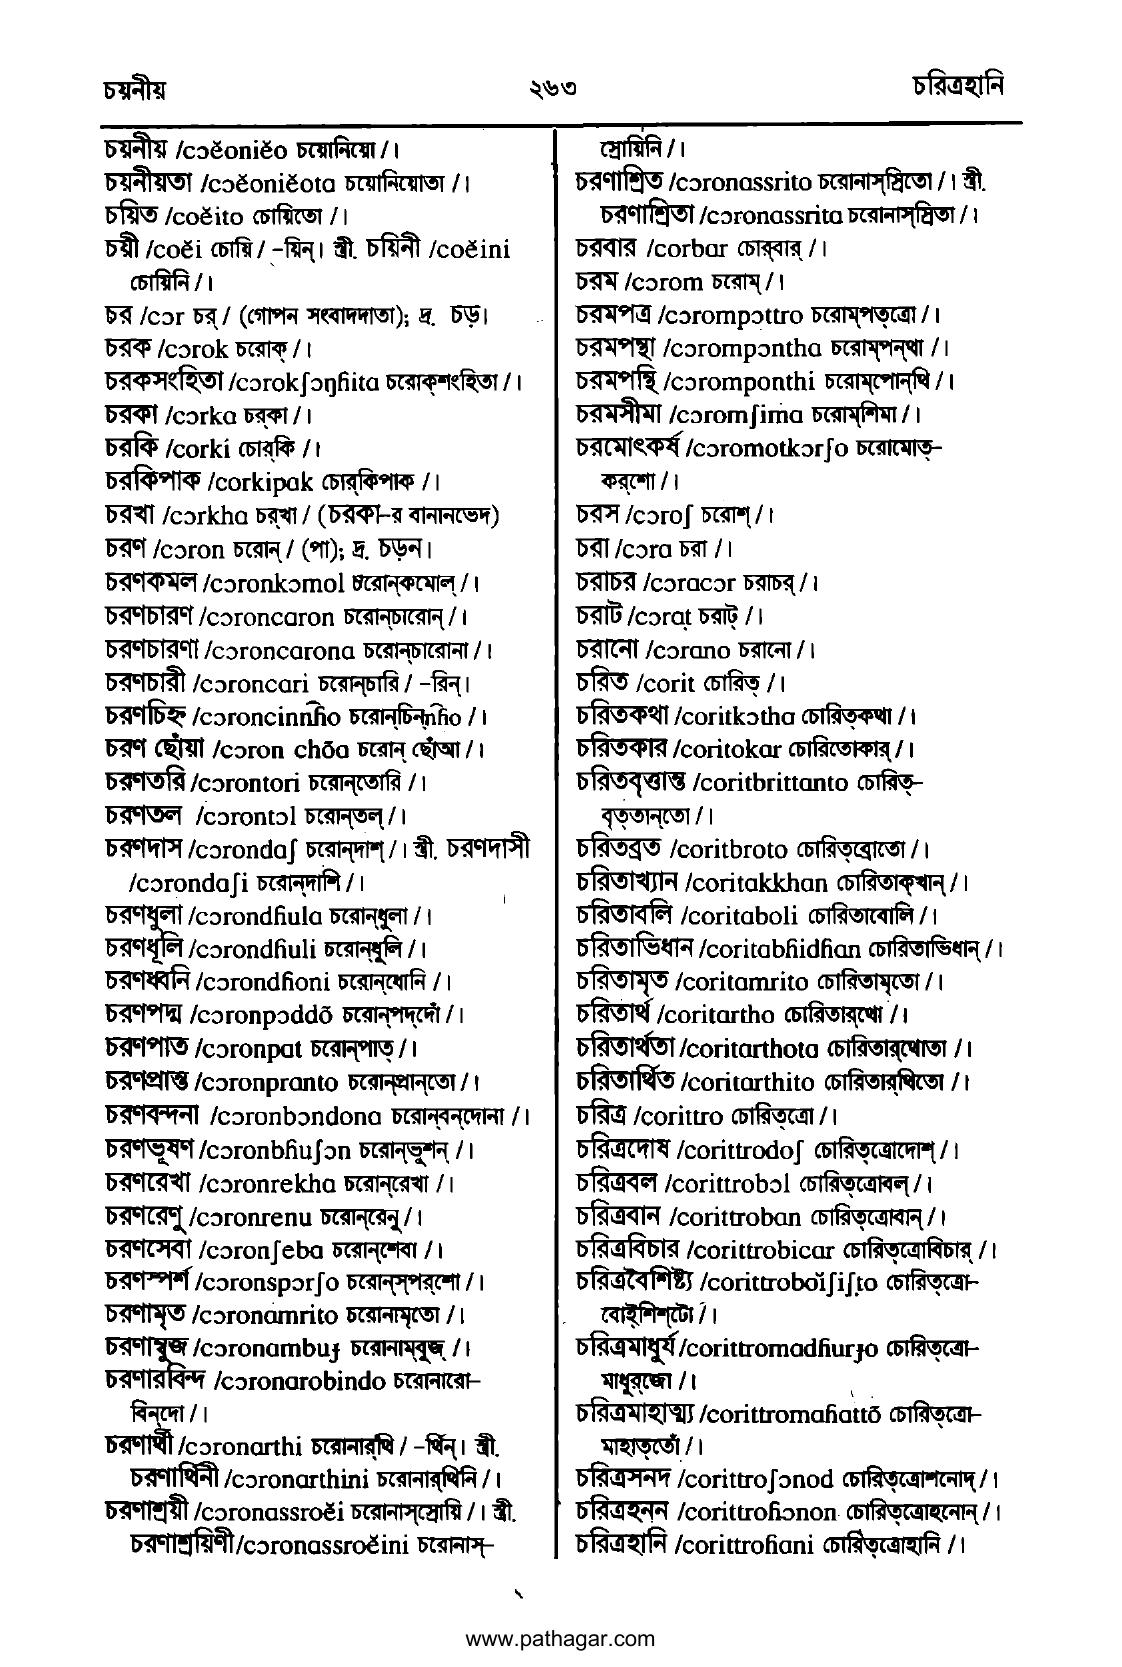 চয়নীয়
২৬৩
চরিত্রহানি
চয়নীয় /cɔĕoniĕo চয়োনিয়ো / ।
চয়নীয়তা /cɔĕoniĕota চয়োনিয়োতা / ।
চয়িত /coĕito চোয়িতো / ।
চয়ী /coĕi চোয়ি / -য়িন্। স্ত্রী. চয়িনী /coĕini
চোয়িনি / ।
চর /cɔr চর্ / (গোপন সংবাদদাতা); দ্র. চড়।
চরক /cɔrok চরোক্ / ।
চরকসংহিতা /cɔrokʃɔŋɦita চরোক্‌শংহিতা / ।
চরকা /cɔrka চর্‌কা / ।
চরকি /corki চোর্‌কি / ।
চরকিপাক /corkipak চোর্‌কিপাক / ।
চরখা /cɔrkha চর্‌খা / (চরকা-র বানানভেদ)
চরণ /cɔron চরোন্ / (পা); দ্র. চড়ন।
চরণকমল /cɔronkɔmol চরোন্‌কমোল্ / ।
চরণচারণ /cɔroncaron চরোন্‌চারোন্ / ।
চরণচারণা /cɔroncarona চরোন্‌চারোনা / ।
চরণচারী /cɔroncari চরোন্‌চারি / -রিন্।
চরণচিহ্ন /cɔroncinn͡ɦo চরোন্‌চিন্n͡ɦo / ।
চরণ ছোঁয়া /cɔron chõa চরোন্ ছোঁআ / ।
চরণতরি /cɔrontori চরোন্‌তোরি / ।
চরণতল /cɔrontɔl চরোন্‌তল্ / ।
চরণদাস /cɔrondaʃ চরোন্‌দাশ্ / । স্ত্রী. চরণদাসী
/cɔrondaʃi চরোন্‌দাশি / ।
চরণধুলা /cɔrondɦula চরোন্‌ধুলা / ।
চরণধূলি /cɔrondɦuli চরোন্‌ধুলি / ।
চরণধ্বনি /cɔrondɦoni চরোন্‌ধোনি / ।
চরণপদ্ম /cɔronpɔddõ চরোন্‌পদ্‌দোঁ / ।
চরণপাত /cɔronpat চরোন্‌পাত্ / ।
চরণপ্রান্ত /cɔronpranto চরোন্‌প্রান্‌তো / ।
চরণবন্দনা /cɔronbɔndona চরোন্‌বন্‌দোনা / ।
চরণভূষণ /cɔronbɦuʃɔn চরোন্‌ভুশন্ / ।
চরণরেখা /cɔronrekha চরোন্‌রেখা / ।
চরণরেণু /cɔronrenu চরোন্‌রেনু / ।
চরণসেবা /cɔronʃeba চরোন্‌শেবা / ।
চরণস্পর্শ /cɔronspɔrʃo চরোন্‌স্‌পর্‌শো / ।
চরণামৃত /cɔronamrito চরোনামৃতো / ।
চরণাম্বুজ /cɔronambuɟ চরোনাম্‌বুজ্ / ।
চরণারবিন্দ /cɔronarobindo চরোনারো-
বিন্‌দো / ।
চরণার্থী /cɔronarthi চরোনার্‌থি / -র্থিন্। স্ত্রী.
চরণার্থিনী /cɔronarthini চরোনার্‌থিনি / ।
চরণাশ্রয়ী /cɔronassroĕi চরোনাস্‌স্রোয়ি / । স্ত্রী.
চরণাশ্রয়িণী/cɔronassroĕini চরোনাস্-
স্রোয়িনি / ।
চরণাশ্রিত /cɔronassrito চরোনাস্‌স্রিতো / । স্ত্রী.
চরণাশ্রিতা /cɔronassrita চরোনাস্‌স্রিতা / ।
চরবার /corbar চোর্‌বার্ / ।
চরম /cɔrom চরোম্ / ।
চরমপত্র /cɔrompɔttro চরোম্‌পত্‌ত্রো / ।
চরমপন্থা /cɔrompɔntha চরোম্‌পন্‌থা / ।
চরমপন্থি /cɔromponthi চরোম্‌পোন্‌থি / ।
চরমসীমা /cɔromʃima চরোম্‌শিমা / ।
চরমোৎকর্ষ /cɔromotkɔrʃo চরোমোত্-
কর্‌শো / ।
চরস /cɔroʃ চরোশ্ / ।
চরা /cɔra চরা / ।
চরাচর /cɔracɔr চরাচর্ / ।
চরাট /cɔraṭ চরাট্ / ।
চরানো /cɔrano চরানো / ।
চরিত /corit চোরিত্ / ।
চরিতকথা /coritkɔtha চোরিত্‌কথা / ।
চরিতকার /coritokar চোরিতোকার্ / ।
চরিতবৃত্তান্ত /coritbrittanto চোরিত্-
বৃত্‌তান্‌তো / ।
চরিতব্রত /coritbroto চোরিত্‌ব্রোতো / ।
চরিতাখ্যান /coritakkhan চোরিতাক্‌খান্ / ।
চরিতাবলি /coritaboli চোরিতাবোলি / ।
চরিতাভিধান /coritabɦidɦan চোরিতাভিধান্ / ।
চরিতামৃত /coritamrito চোরিতামৃতো / ।
চরিতার্থ /coritartho চোরিতার্‌থো / ।
চরিতার্থতা /coritarthota চোরিতার্‌থোতা / ।
চরিতার্থিত /coritarthito চোরিতার্‌থিতো / ।
চরিত্র /corittro চোরিত্‌ত্রো / ।
চরিত্রদোষ /corittrodoʃ চোরিত্‌ত্রোদোশ্ / ।
চরিত্রবল /corittrobɔl চোরিত্‌ত্রোবল্ / ।
চরিত্রবান /corittroban চোরিত্‌ত্রোবান্ / ।
চরিত্রবিচার /corittrobicar চোরিত্‌ত্রোবিচার্ / ।
চরিত্রবৈশিষ্ট্য /corittroboĭʃiʃṭo চোরিত্‌ত্রো-
বোই্‌শিশ্‌টো / ।
চরিত্রমাধুর্য /corittromadɦurɟo চোরিত্‌ত্রো-
মাধুর্‌জো / ।
চরিত্রমাহাত্ম্য /corittromaɦattõ চোরিত্‌ত্রো-
মাহাত্‌তোঁ / ।
চরিত্রসনদ /corittroʃɔnod চোরিত্‌ত্রোশনোদ্ / ।
চরিত্রহনন /corittroɦɔnon চোরিত্‌ত্রোহনোন্ / ।
চরিত্রহানি /corittroɦani চোরিত্‌ত্রোহানি / ।
www.pathagar.com